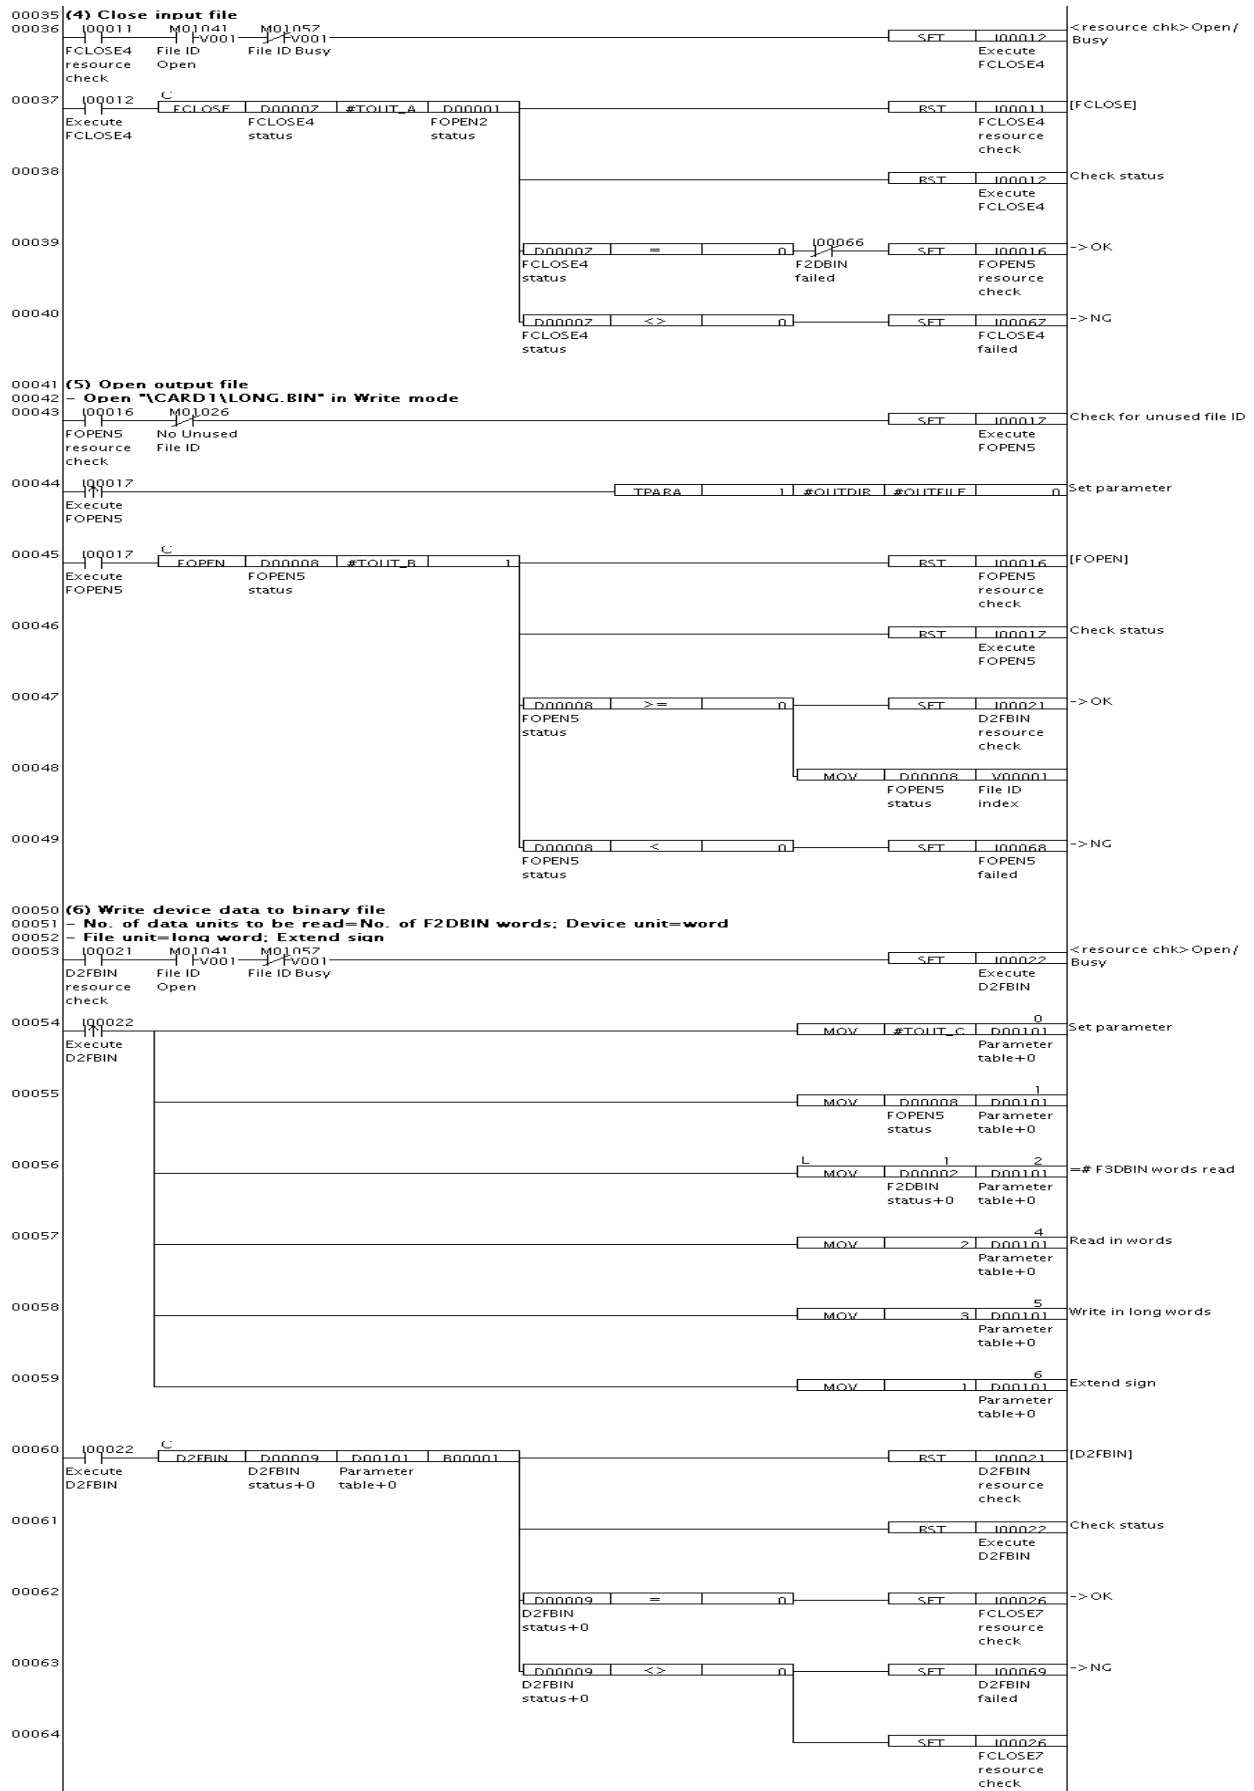 00035 (4) Close input file
00036 I00011 M01041 M01057 <resource chk> Open/
V001 V001 SET I00012 Busy
FCLOSE4 File ID File ID Busy Execute
resource Open FCLOSE4
check
00037 I00012 C [FCLOSE]
FCLOSE D00007 #TOUT_A D00001 RST I00011
Execute FCLOSE4 FOPEN2 FCLOSE4
FCLOSE4 status status resource
check
00038 Check status
RST I00012
Execute
FCLOSE4
00039 I00066 ->OK
D00007 = 0 SET I00016
FCLOSE4 F2DBIN FOPEN5
status failed resource
check
00040 ->NG
D00007 <> 0 SET I00067
FCLOSE4 FCLOSE4
status failed
00041 (5) Open output file
00042 - Open "\CARD1\LONG.BIN" in Write mode
00043 I00016 M01026 Check for unused file ID
SET I00017
FOPEN5 No Unused Execute
resource File ID FOPEN5
check
00044 I00017 Set parameter
TPARA 1 #OUTDIR #OUTFILE 0
Execute
FOPEN5
00045 I00017 C [FOPEN]
FOPEN D00008 #TOUT_B 1 RST I00016
Execute FOPEN5 FOPEN5
FOPEN5 status resource
check
00046 Check status
RST I00017
Execute
FOPEN5
00047 ->OK
D00008 >= 0 SET I00021
FOPEN5 D2FBIN
status resource
check
00048
MOV D00008 V00001
FOPEN5 File ID
status index
00049 ->NG
D00008 < 0 SET I00068
FOPEN5 FOPEN5
status failed
00050 (6) Write device data to binary file
00051 - No. of data units to be read=No. of F2DBIN words; Device unit=word
00052 - File unit=long word; Extend sign
00053 I00021 M01041 M01057 <resource chk> Open/
V001 V001 SET I00022 Busy
D2FBIN File ID File ID Busy Execute
resource Open D2FBIN
check
00054 I00022 0 Set parameter
MOV #TOUT_C D00101
Execute Parameter
D2FBIN table+0
00055 1
MOV D00008 D00101
FOPEN5 Parameter
status table+0
00056 L 1 2 =# F3DBIN words read
MOV D00002 D00101
F2DBIN Parameter
status+0 table+0
00057 4 Read in words
MOV 2 D00101
Parameter
table+0
00058 5 Write in long words
MOV 3 D00101
Parameter
table+0
00059 6 Extend sign
MOV 1 D00101
Parameter
table+0
00060 I00022 C [D2FBIN]
D2FBIN D00009 D00101 B00001 RST I00021
Execute D2FBIN Parameter D2FBIN
D2FBIN status+0 table+0 resource
check
00061 Check status
RST I00022
Execute
D2FBIN
00062 ->OK
D00009 = 0 SET I00026
D2FBIN FCLOSE7
status+0 resource
check
00063 ->NG
D00009 <> 0 SET I00069
D2FBIN D2FBIN
status+0 failed
00064
SET I00026
FCLOSE7
resource
check